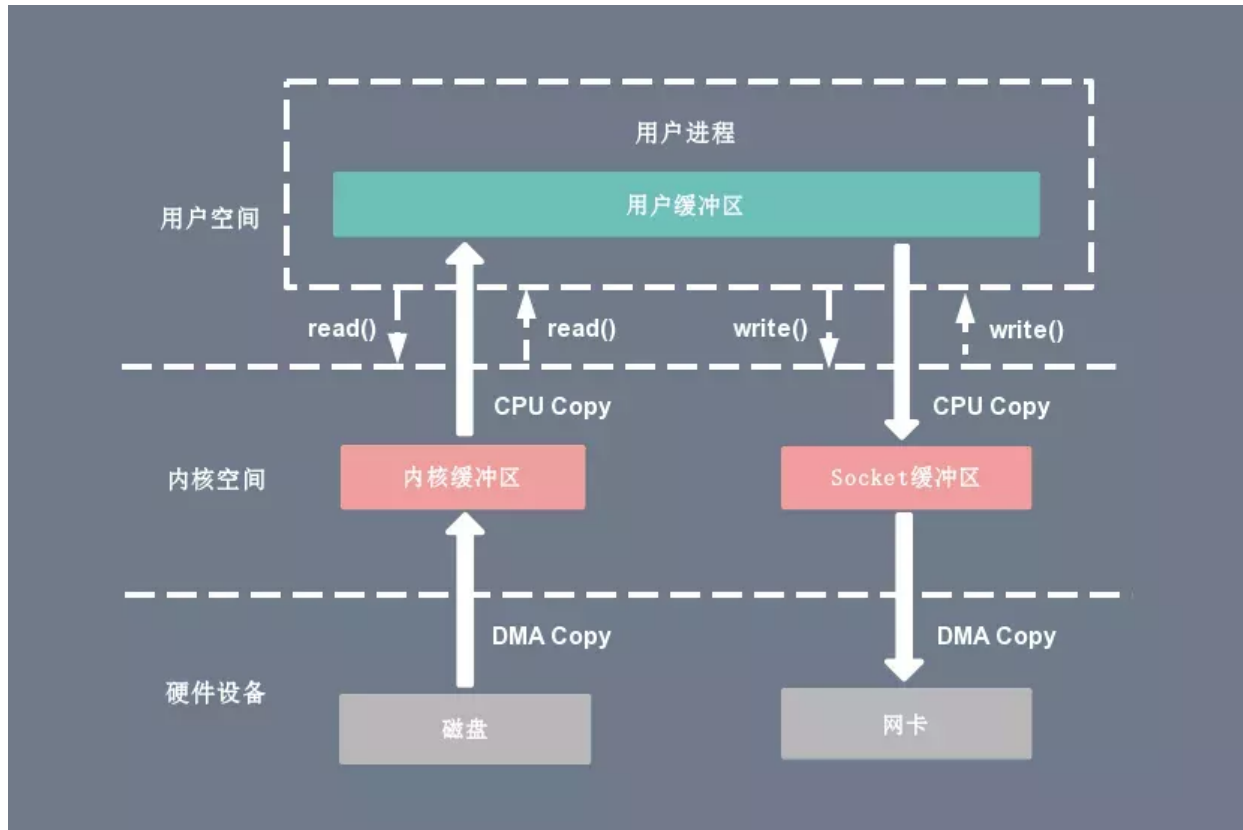 用户进程
用户缓冲区
用户空间
read()
read()
write()
write()
CPU Copy
CPU Copy
内核空间
内核缓冲区
Socket缓冲区
DMA Copy
DMA Copy
硬件设备
磁盘
网卡